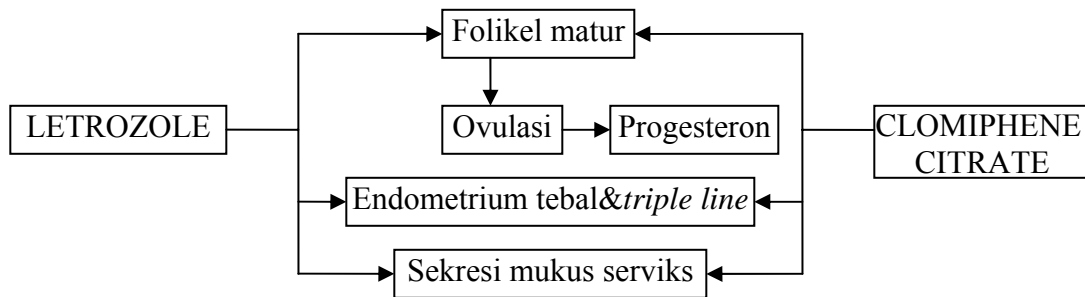 Folikel matur
LETROZOLE
Ovulasi
Progesteron
CLOMIPHENE
CITRATE
Endometrium tebal&triple line
Sekresi mukus serviks